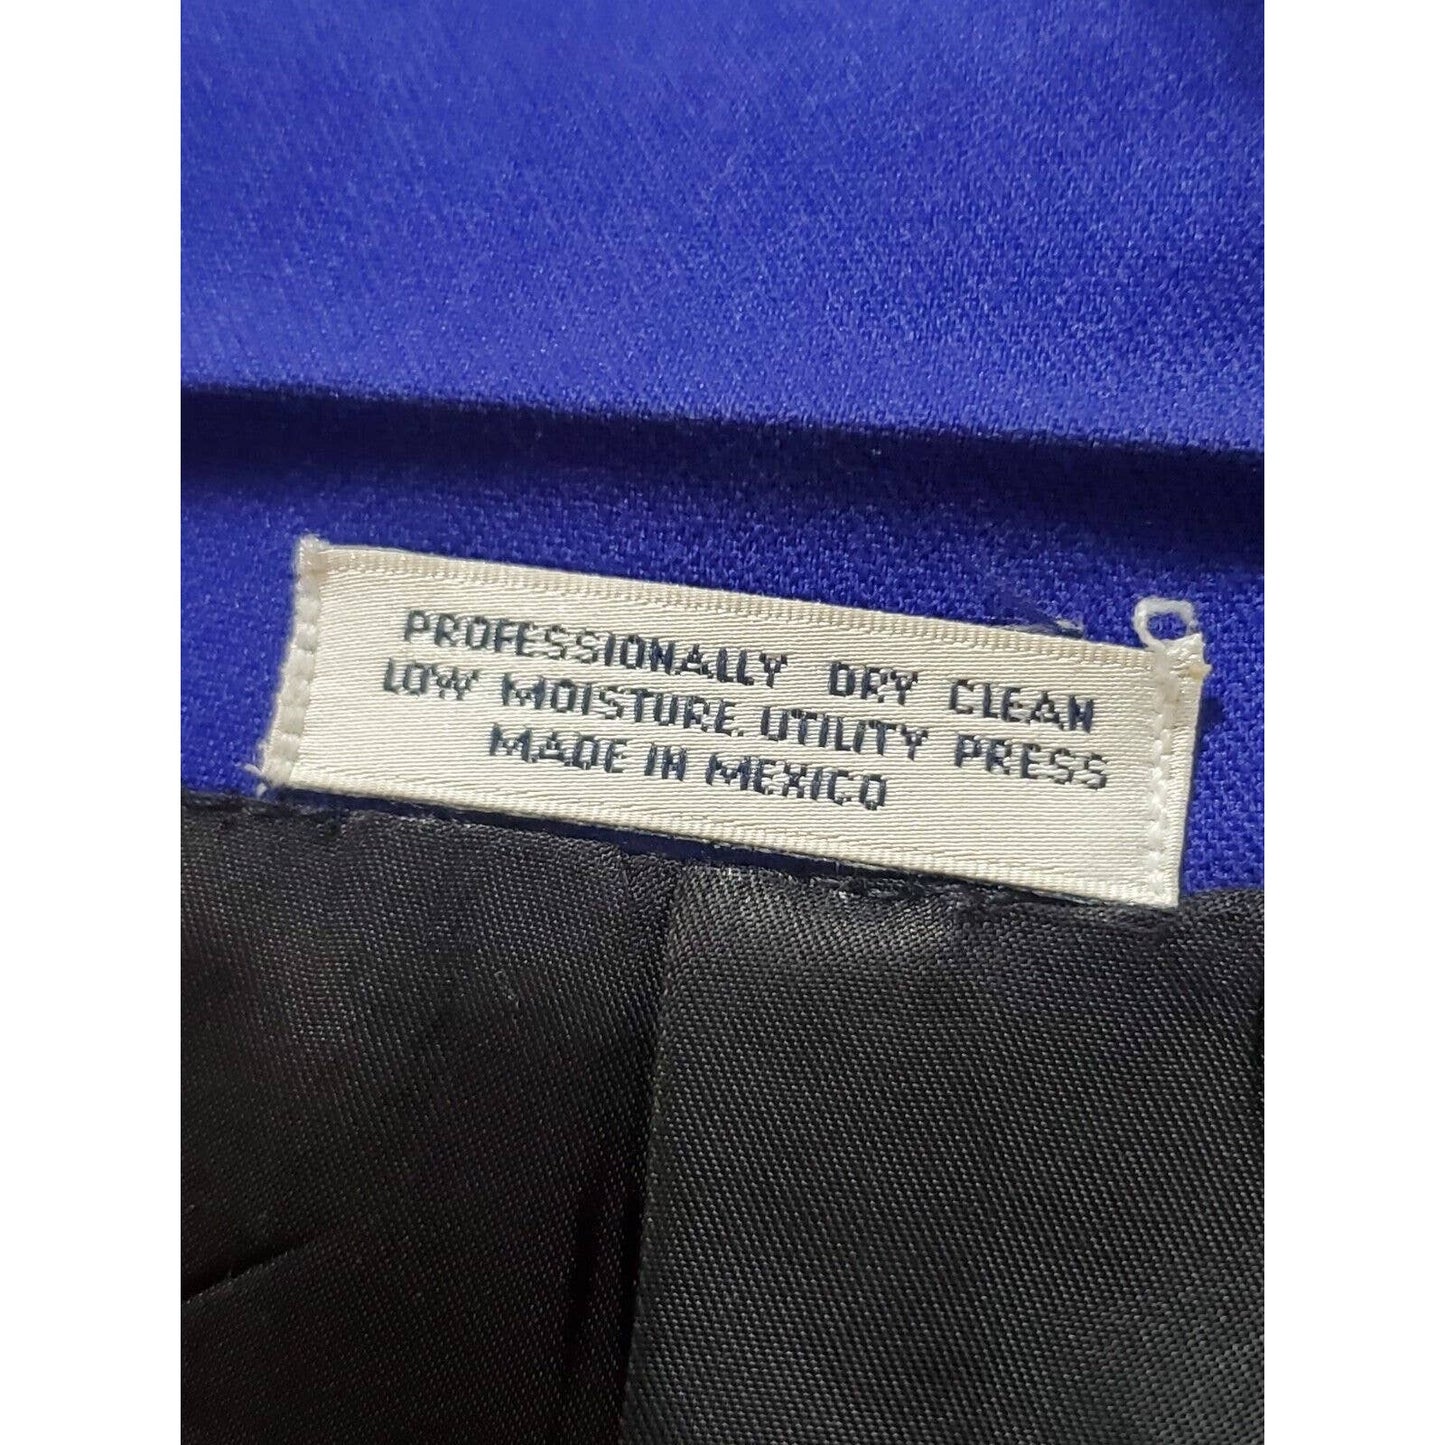 PROFESSIONALLY DRY CLEAN
LOW MOISTURE. UTILITY PRESS
MADE IN MEXICO